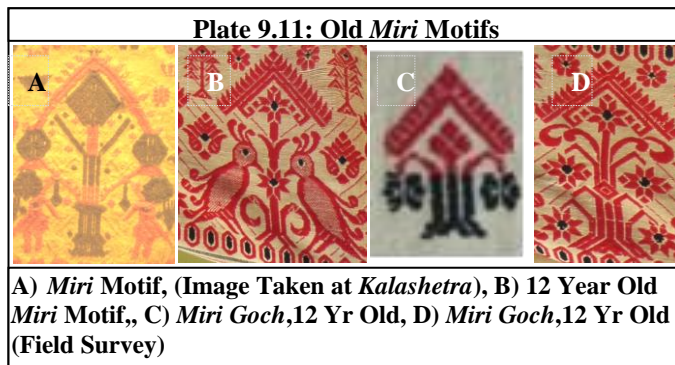 Plate 9.11: Old Miri Motifs
A B C D
A) Miri Motif, (Image Taken at Kalashetra), B) 12 Year Old
Miri Motif,, C) Miri Goch,12 Yr Old, D) Miri Goch,12 Yr Old
(Field Survey)